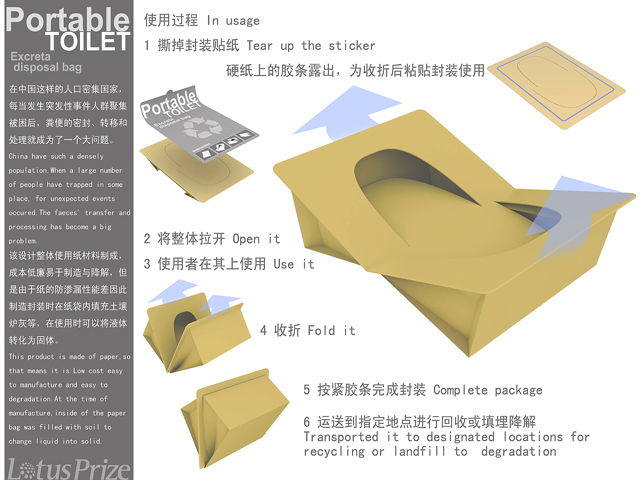 Portable
TOILET
Excreta
disposal bag
在中国这样的人口密集国家，
每当发生突发性事件人群聚集
被困后，粪便的密封、转移和
处理就成为了一个大问题。
China have such a densely
population.When a large number
of people have trapped in some
place, for unexpected events
occured.The faeces' transfer and
processing has become a big
problem.
该设计整体使用纸材料制成，
成本低廉易于制造与降解，但
是由于纸的防渗漏性能差因此
制造封装时在纸袋内填充土壤
炉灰等，在使用时可以将液体
转化为固体。
This product is made of paper,so
that means it is Low cost easy
to manufacture and easy to
degradation.At the time of
manufacture,inside of the paper
bag was filled with soil to
change liquid into solid.
LotusPrize
使用过程 In usage
1 撕掉封装贴纸 Tear up the sticker
硬纸上的胶条露出，为收折后粘贴封装使用
Portable
TOILET
Excreta
disposal bag
2 将整体拉开 Open it
3 使用者在其上使用 Use it
4 收折 Fold it
5 按紧胶条完成封装 Complete package
6 运送到指定地点进行回收或填埋降解
Transported it to designated locations for
recycling or landfill to degradation